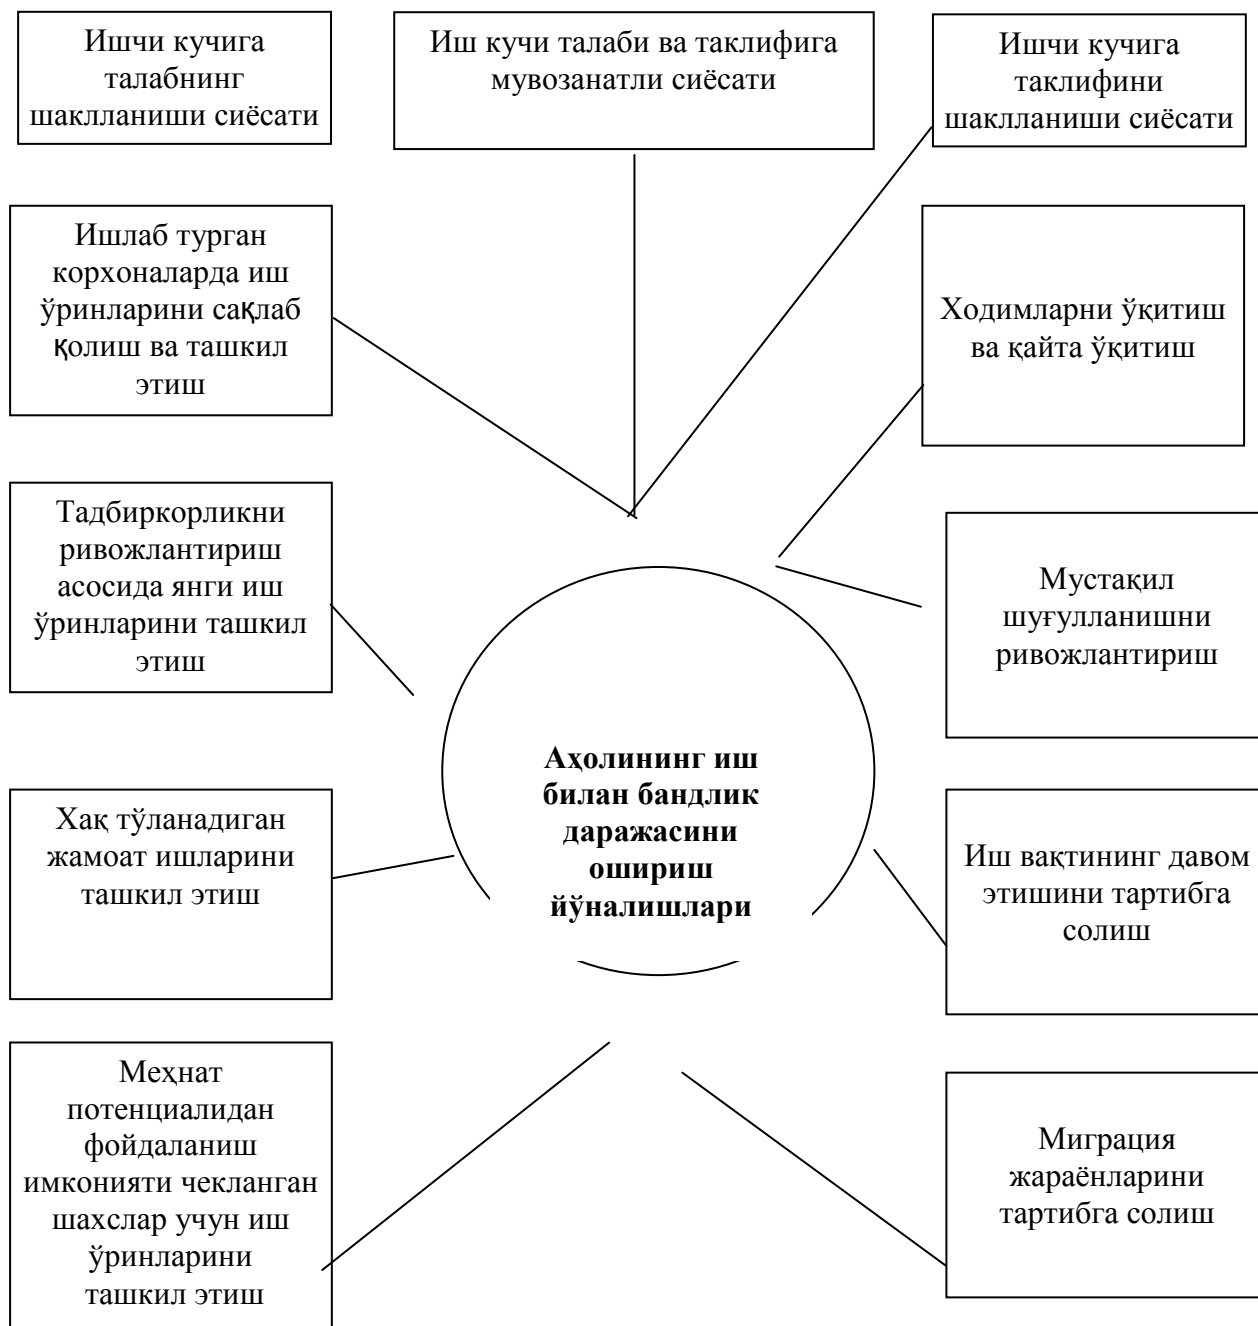 Ишчи кучига
талабнинг
шаклланиши сиёсати
Иш кучи талаби ва таклифига
мувозанатли сиёсати
Ишчи кучига
таклифини
шаклланиши сиёсати
Ишлаб турган
корхоналарда иш
ўринларини сақлаб
қолиш ва ташкил
этиш
Ходимларни ўқитиш
ва қайта ўқитиш
Тадбиркорликни
ривожлантириш
асосида янги иш
ўринларини ташкил
этиш
Мустақил
шуғулланишни
ривожлантириш
Аҳолининг иш
билан бандлик
даражасини
ошириш
йўналишлари
Хақ тўланадиган
жамоат ишларини
ташкил этиш
Иш вақтининг давом
этишини тартибга
солиш
Меҳнат
потенциалидан
фойдаланиш
имконияти чекланган
шахслар учун иш
ўринларини
ташкил этиш
Миграция
жараёнларини
тартибга солиш